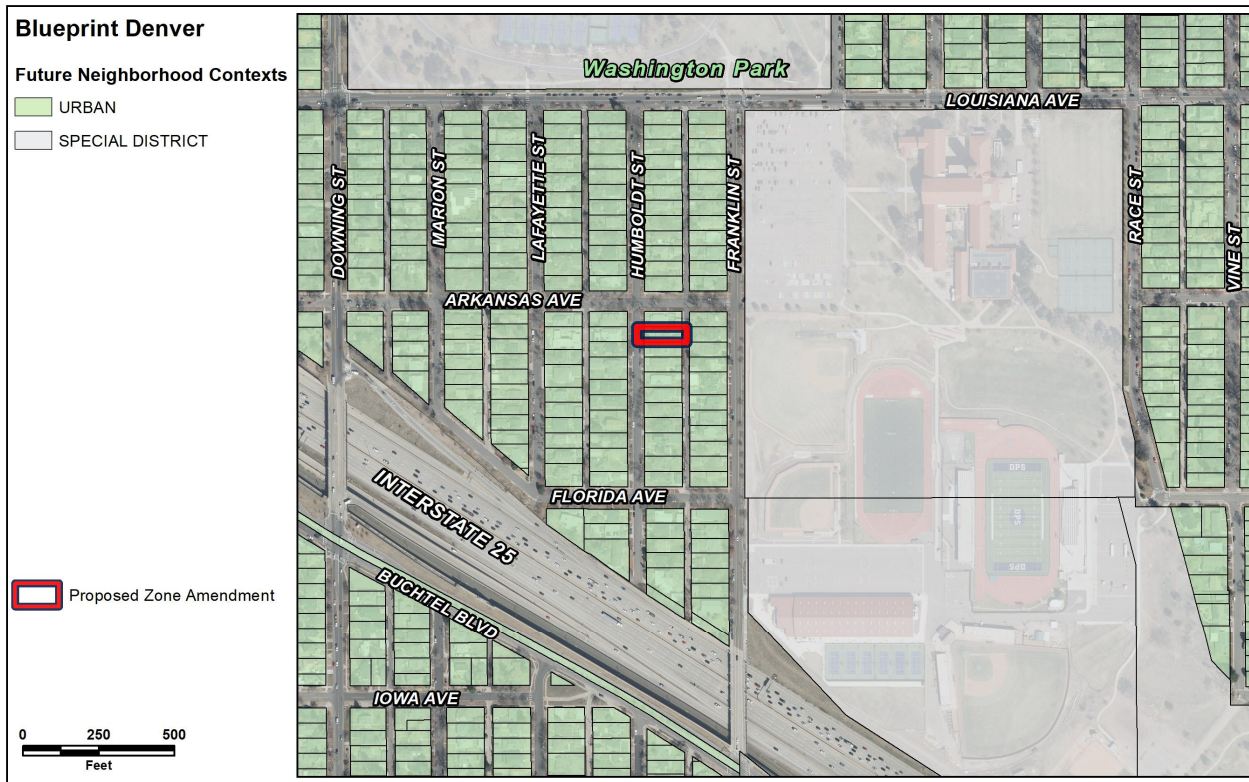 Blueprint Denver
Future Neighborhood Contexts
URBAN
SPECIAL DISTRICT
Proposed Zone Amendment
0 250 500
Feet
Washington Park
LOUISIANA AVE
DOWNING ST
MARION ST
LAFAYETTE ST
HUMBOLDT ST
FRANKLIN ST
RACE ST
VINE ST
ARKANSAS AVE
FLORIDA AVE
INTERSTATE 25
BUCHTEL BLVD
IOWA AVE
DPS
DPS
DPS